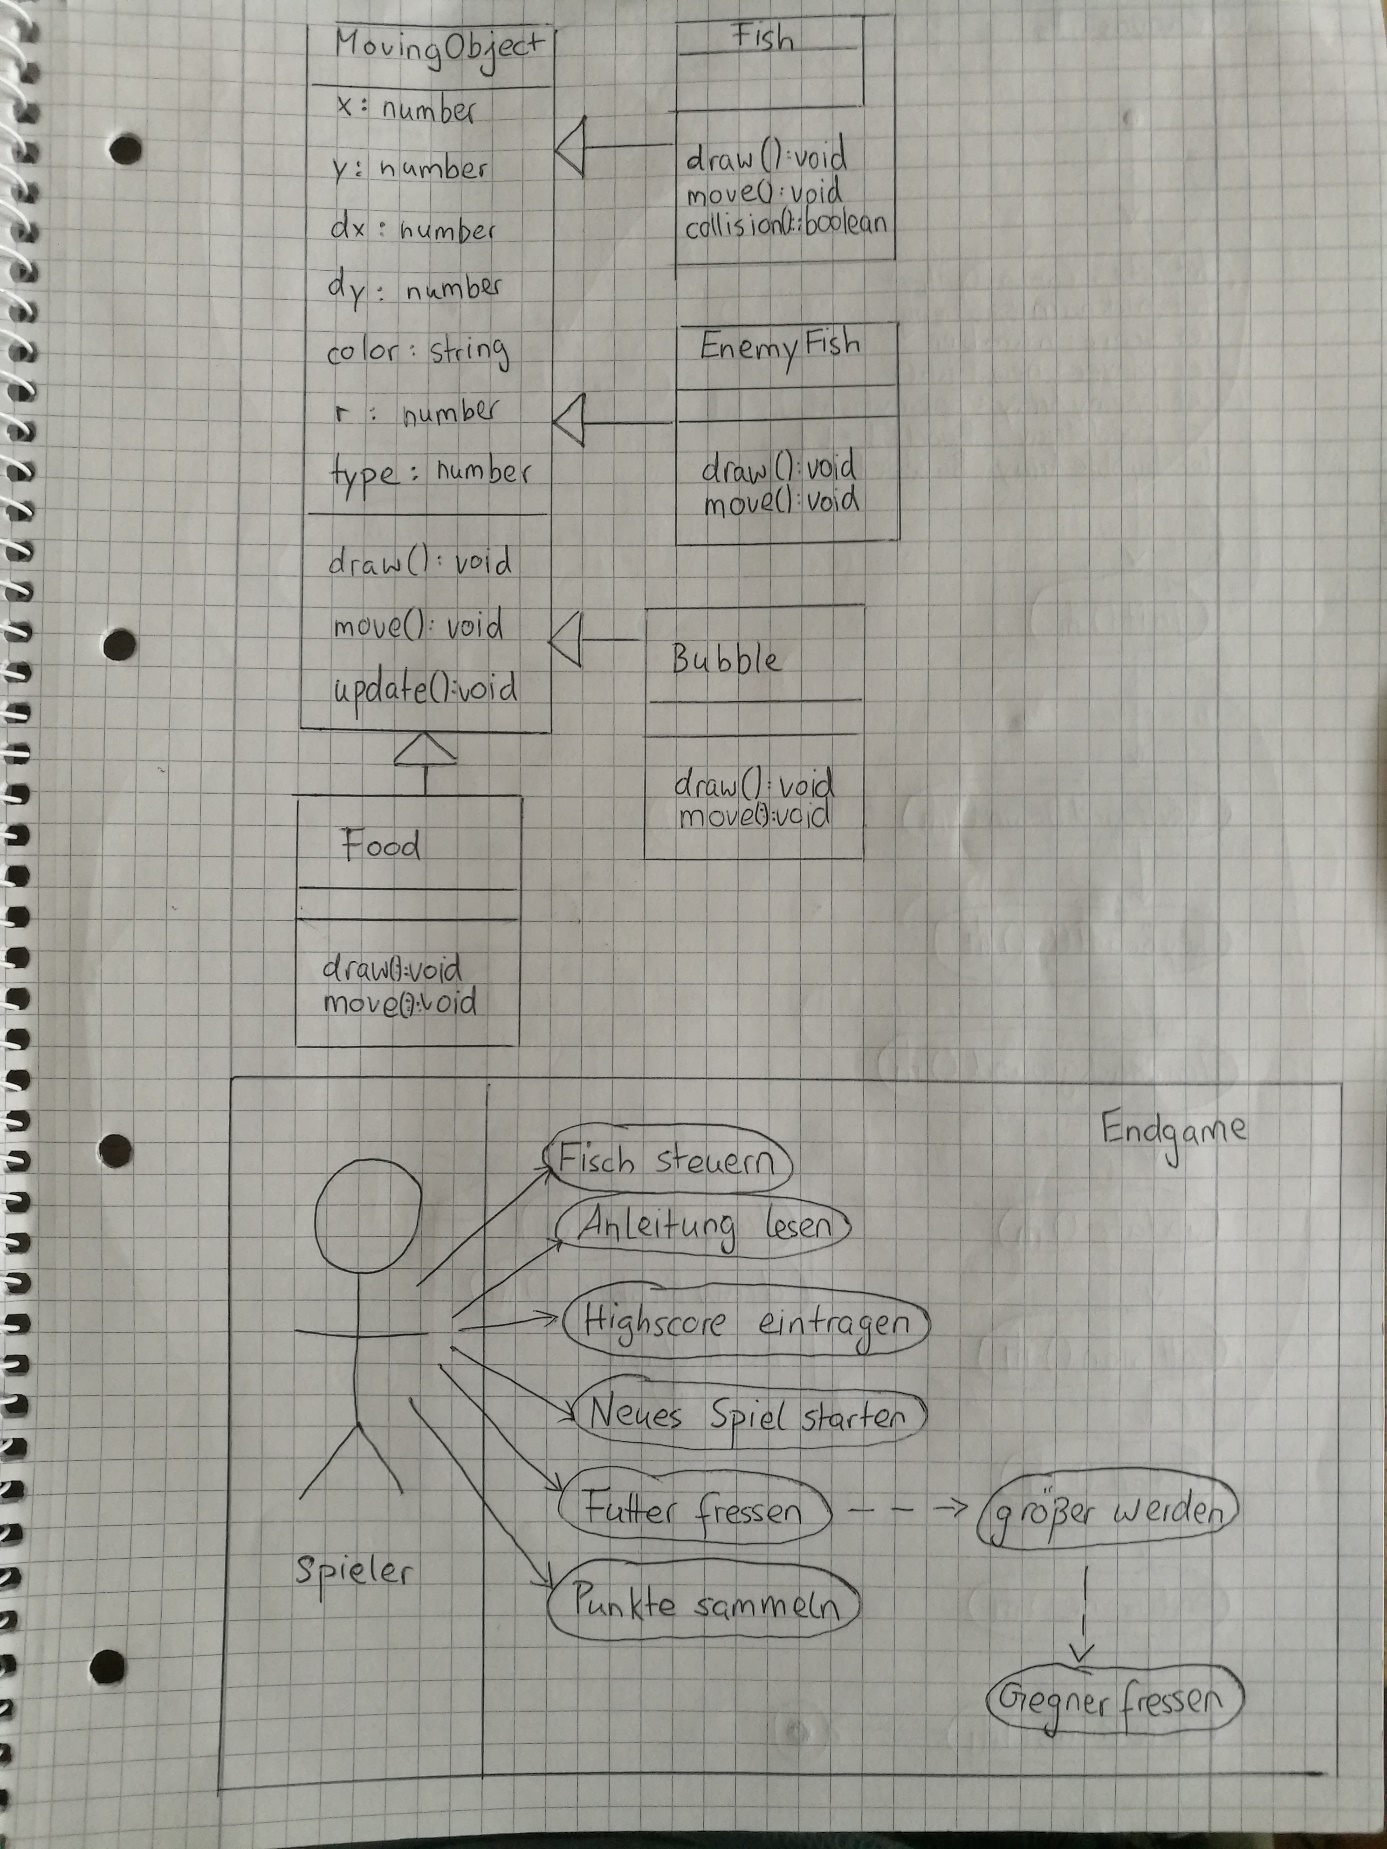 MovingObject
x: number
y: number
dx: number
dy: number
color: string
r: number
type: number
draw(): void
move(): void
update():void
Fish
draw():void
move():void
collision()::boolean
EnemyFish
draw():void
move():void
Bubble
draw():void
move():void
Food
draw():void
move():void
Endgame
Fisch steuern
Anleitung lesen
Highscore eintragen
Neues Spiel starten
Futter fressen
größer werden
Spieler
Punkte sammeln
Gegner fressen